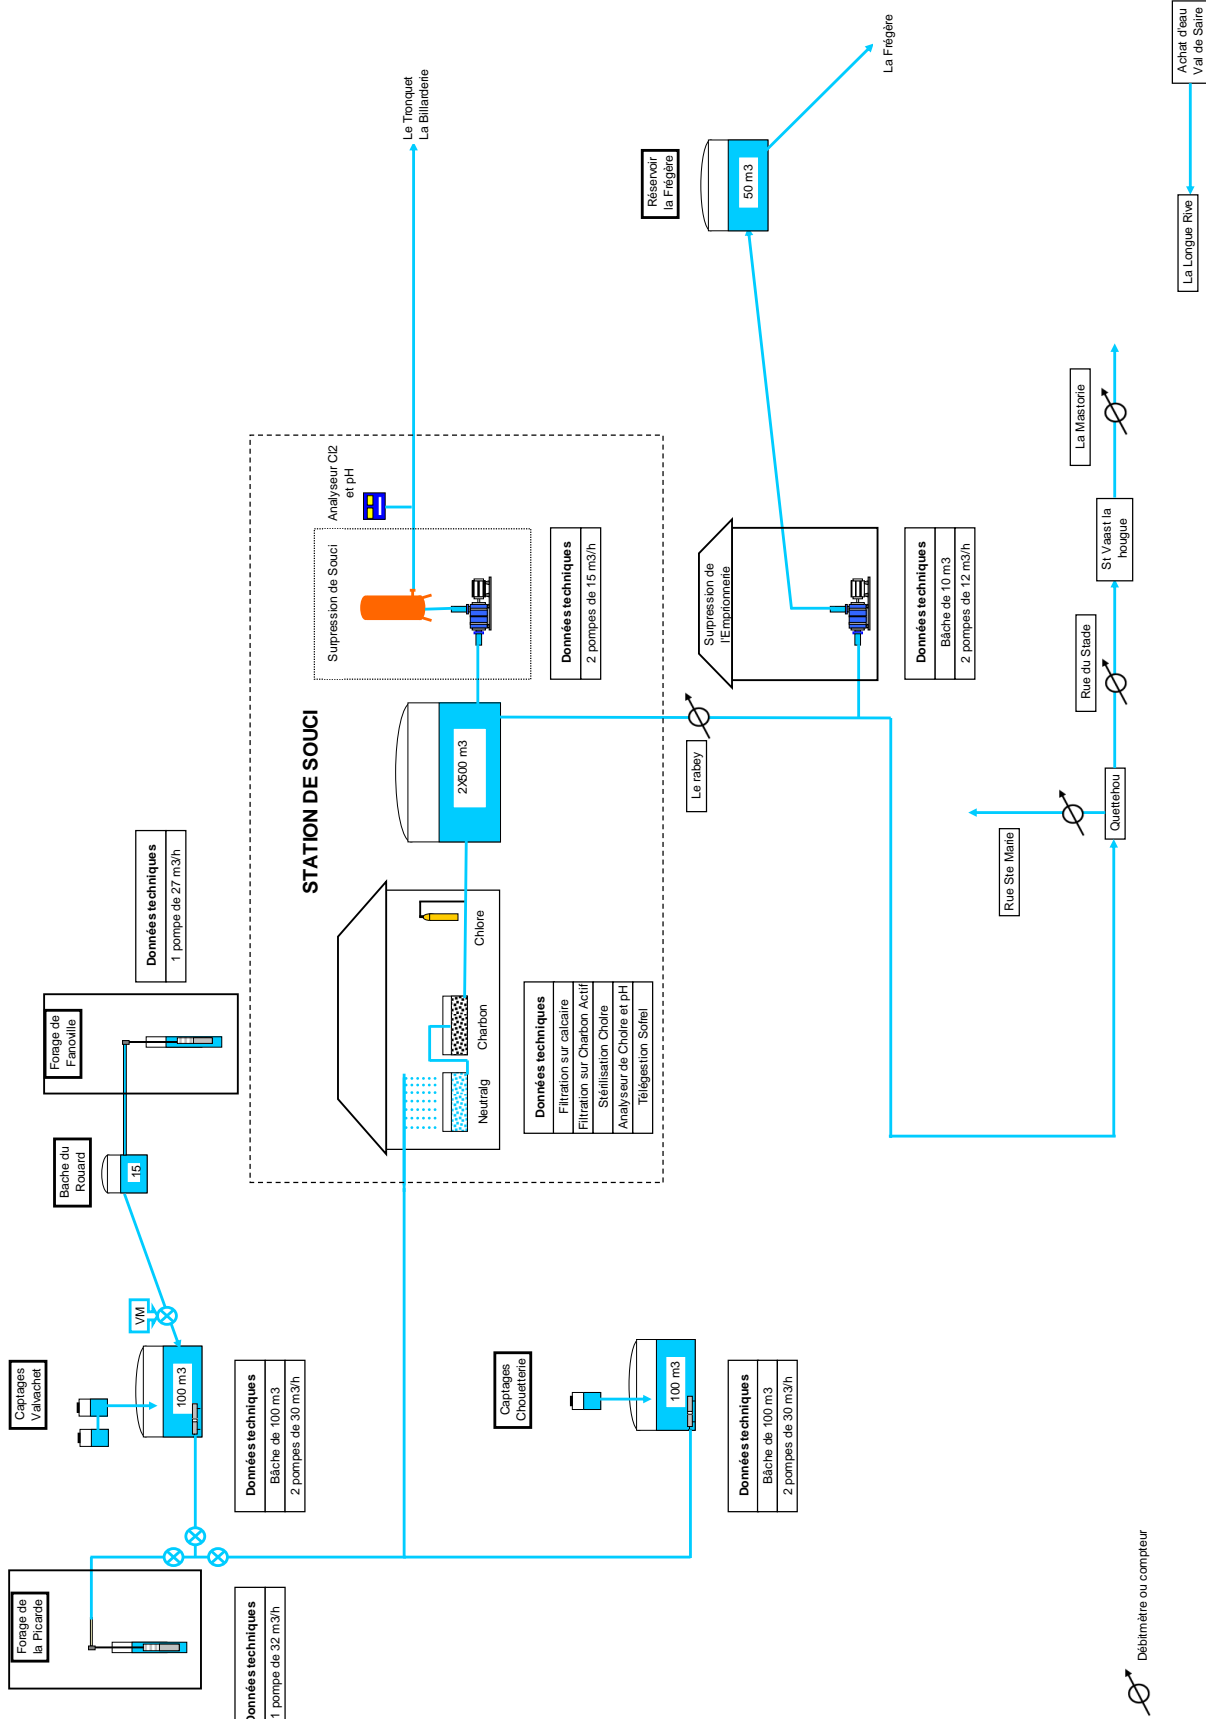 Forage de
la Picarde
Données techniques
1 pompe de 32 m3/h
Captages
Valvachet
100 m3
Données techniques
Bâche de 100 m3
2 pompes de 30 m3/h
VM
Bache du
Rouard
15
Forage de
Fanoville
Données techniques
1 pompe de 27 m3/h
Captages
Chouetterie
100 m3
Données techniques
Bâche de 100 m3
2 pompes de 30 m3/h
STATION DE SOUCI
Neutralg
Charbon
Chlore
Données techniques
Filtration sur calcaire
Filtration sur Charbon Actif
Stérilisation Cholre
Analyseur de Cholre et pH
Télégestion Sofrel
2X500 m3
Surpression de Souci
Analyseur Cl2
et pH
Données techniques
2 pompes de 15 m3/h
Le Tronquet
La Billarderie
Le rabey
Surpression de
l'Emprionnerie
Données techniques
Bâche de 10 m3
2 pompes de 12 m3/h
Réservoir
la Frégère
50 m3
La Frégère
Rue Ste Marie
Quettehou
Rue du Stade
St Vaast la
hougue
La Mastorie
La Longue Rive
Achat d'eau
Val de Saire
Débitmètre ou compteur